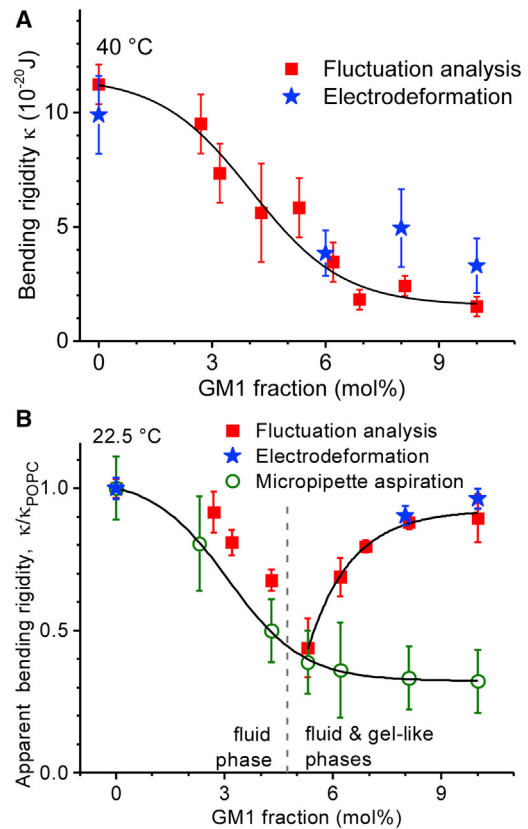 A
40 °C
Fluctuation analysis
Electrodeformation
Bending rigidity κ (10⁻²⁰J)
10
5
0
0 3 6 9
GM1 fraction (mol%)
B
22.5 °C
Fluctuation analysis
Electrodeformation
Micropipette aspiration
Apparent bending rigidity, κ/κPOPC
1.0
0.5
0.0
fluid
phase
fluid & gel-like
phases
0 3 6 9
GM1 fraction (mol%)